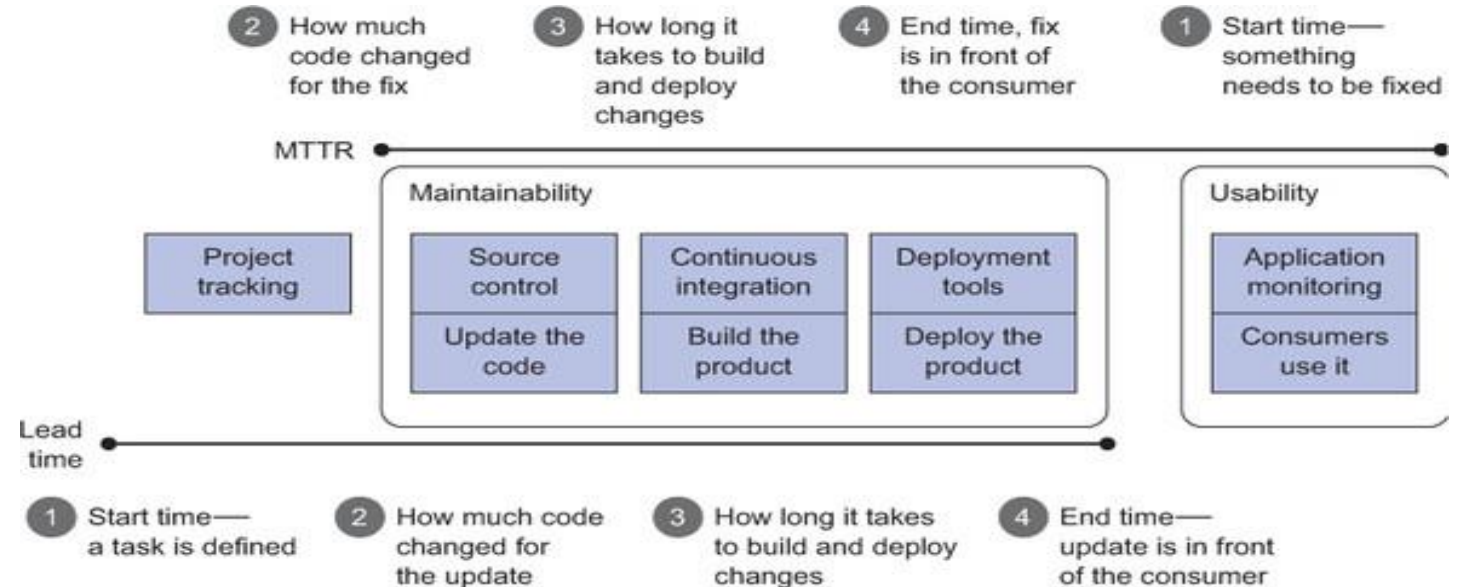 2 How much
code changed
for the fix
3 How long it
takes to build
and deploy
changes
4 End time, fix
is in front of
the consumer
1 Start time—
something
needs to be fixed
MTTR
Maintainability
Usability
Project
tracking
Source
control
Update the
code
Continuous
integration
Build the
product
Deployment
tools
Deploy the
product
Application
monitoring
Consumers
use it
Lead
time
1 Start time—
a task is defined
2 How much code
changed for
the update
3 How long it takes
to build and deploy
changes
4 End time—
update is in front
of the consumer